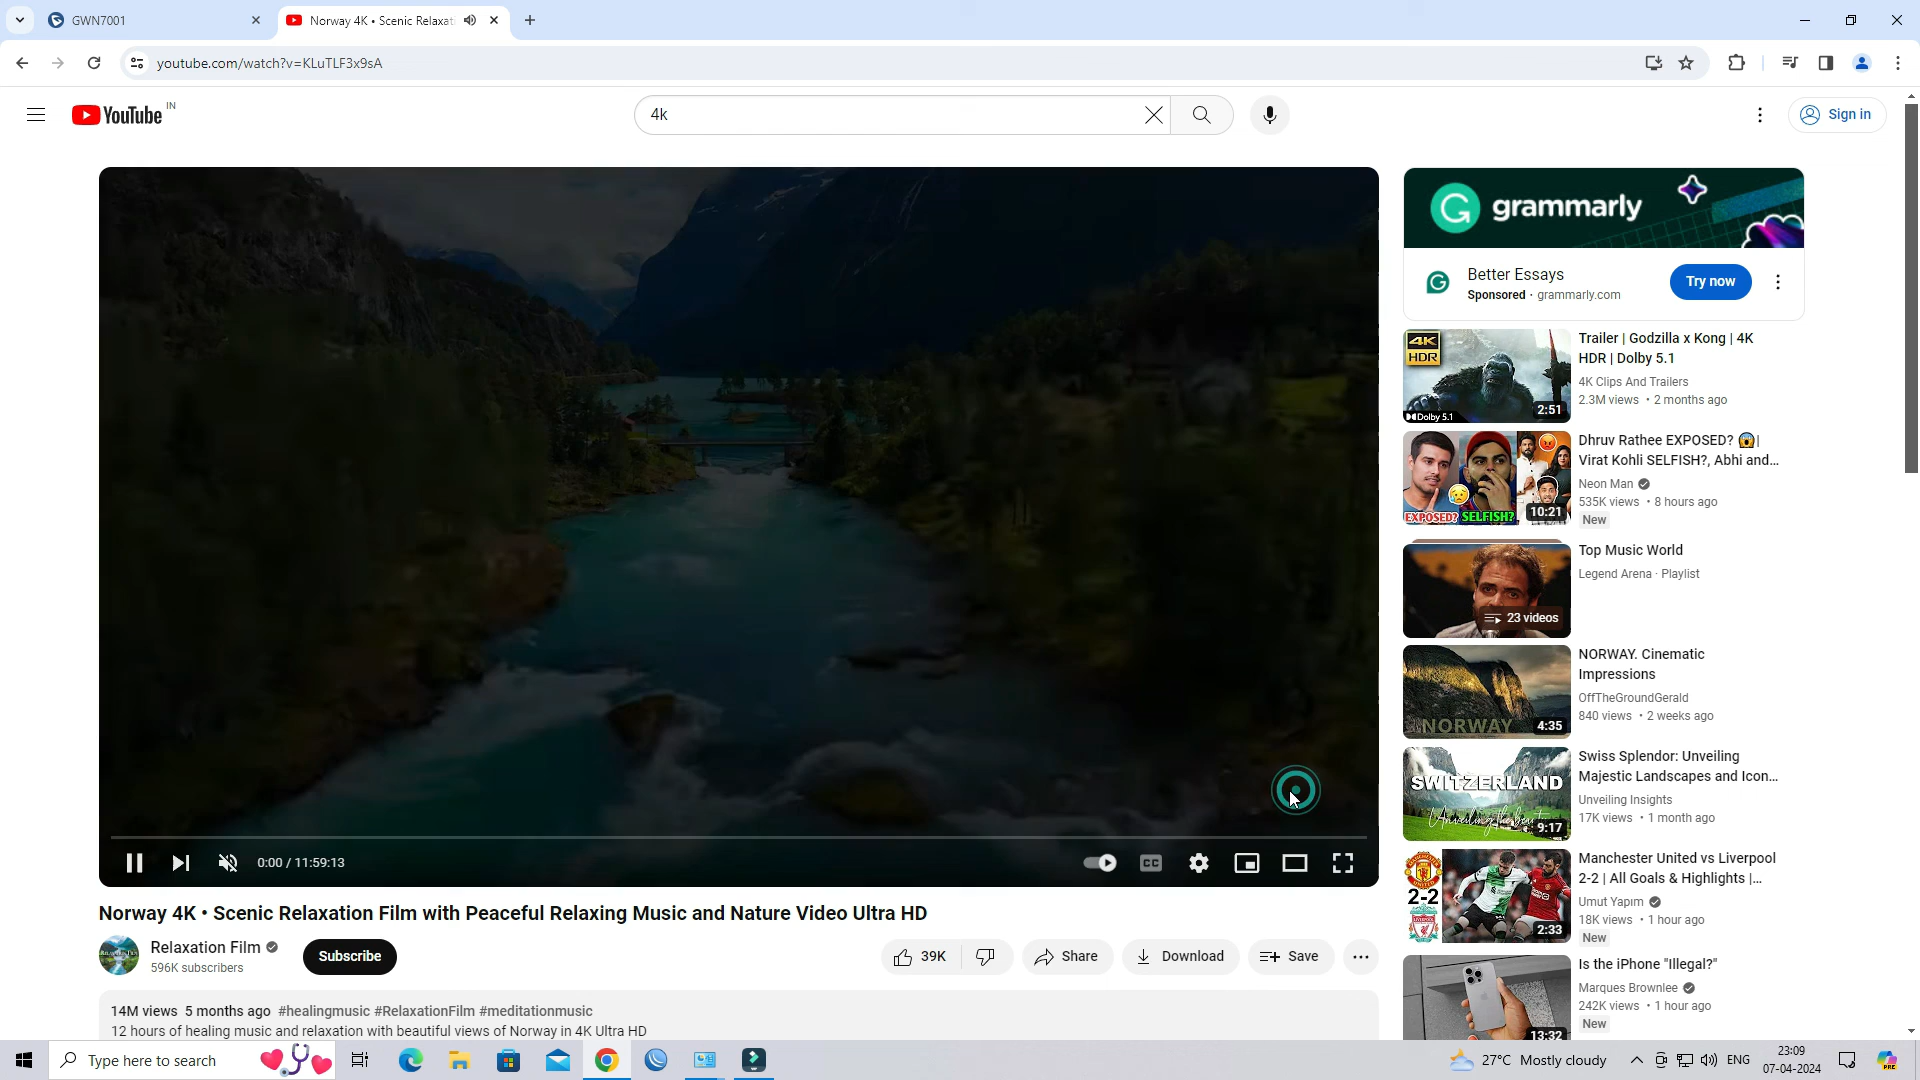 GWN7001
Norway 4K • Scenic Relaxati
youtube.com/watch?v=KLuTLF3x9sA
YouTube IN
4k
Sign in
grammarly
Better Essays
Sponsored · grammarly.com
Try now
4K
HDR
Dolby 5.1
2:51
Trailer | Godzilla x Kong | 4K
HDR | Dolby 5.1
4K Clips And Trailers
2.3M views • 2 months ago
EXPOSED? SELFISH?
10:21
Dhruv Rathee EXPOSED? 😱|
Virat Kohli SELFISH?, Abhi and...
Neon Man
535K views • 8 hours ago
New
23 videos
Top Music World
Legend Arena · Playlist
NORWAY
4:35
NORWAY. Cinematic
Impressions
OffTheGroundGerald
840 views • 2 weeks ago
SWITZERLAND
9:17
Swiss Splendor: Unveiling
Majestic Landscapes and Icon...
Unveiling Insights
17K views • 1 month ago
2-2
2:33
Manchester United vs Liverpool
2-2 | All Goals & Highlights |...
Umut Yapım
18K views • 1 hour ago
New
13:32
Is the iPhone "Illegal?"
Marques Brownlee
242K views • 1 hour ago
New
0:00 / 11:59:13
CC
Norway 4K • Scenic Relaxation Film with Peaceful Relaxing Music and Nature Video Ultra HD
Relaxation Film
596K subscribers
Subscribe
39K
Share
Download
Save
14M views 5 months ago #healingmusic #RelaxationFilm #meditationmusic
12 hours of healing music and relaxation with beautiful views of Norway in 4K Ultra HD
Type here to search
27°C Mostly cloudy
ENG
23:09
07-04-2024
PRE